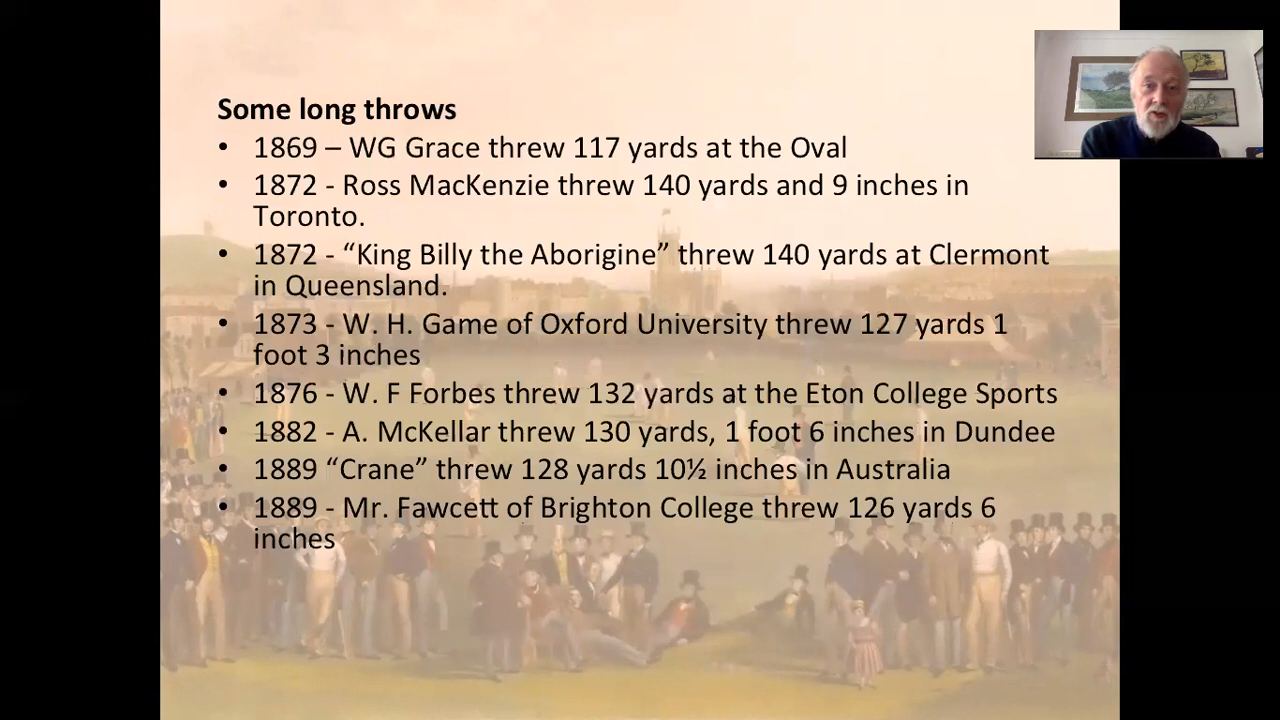 Some long throws
• 1869 – WG Grace threw 117 yards at the Oval
• 1872 - Ross MacKenzie threw 140 yards and 9 inches in
Toronto.
• 1872 - “King Billy the Aborigine” threw 140 yards at Clermont
in Queensland.
• 1873 - W. H. Game of Oxford University threw 127 yards 1
foot 3 inches
• 1876 - W. F Forbes threw 132 yards at the Eton College Sports
• 1882 - A. McKellar threw 130 yards, 1 foot 6 inches in Dundee
• 1889 “Crane” threw 128 yards 10½ inches in Australia
• 1889 - Mr. Fawcett of Brighton College threw 126 yards 6
inches